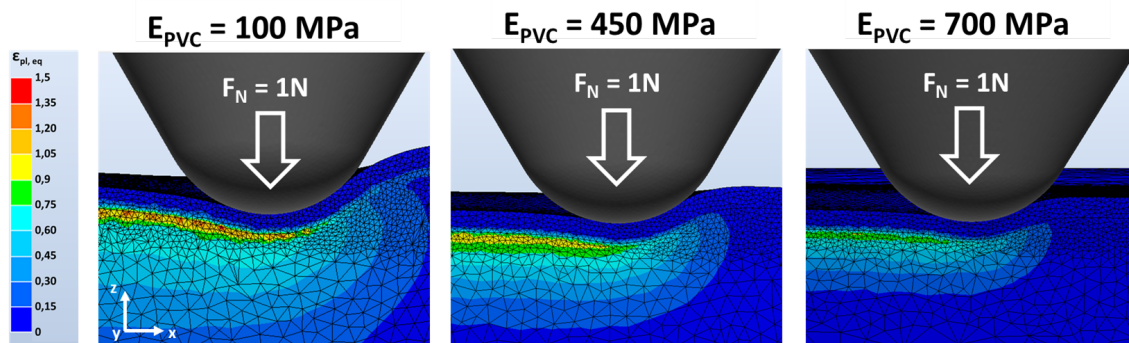 E_PVC = 100 MPa
E_PVC = 450 MPa
E_PVC = 700 MPa
ε_pl, eq
1,5
1,35
1,20
1,05
0,9
0,75
0,60
0,45
0,30
0,15
0
F_N = 1N
F_N = 1N
F_N = 1N
z
y
x